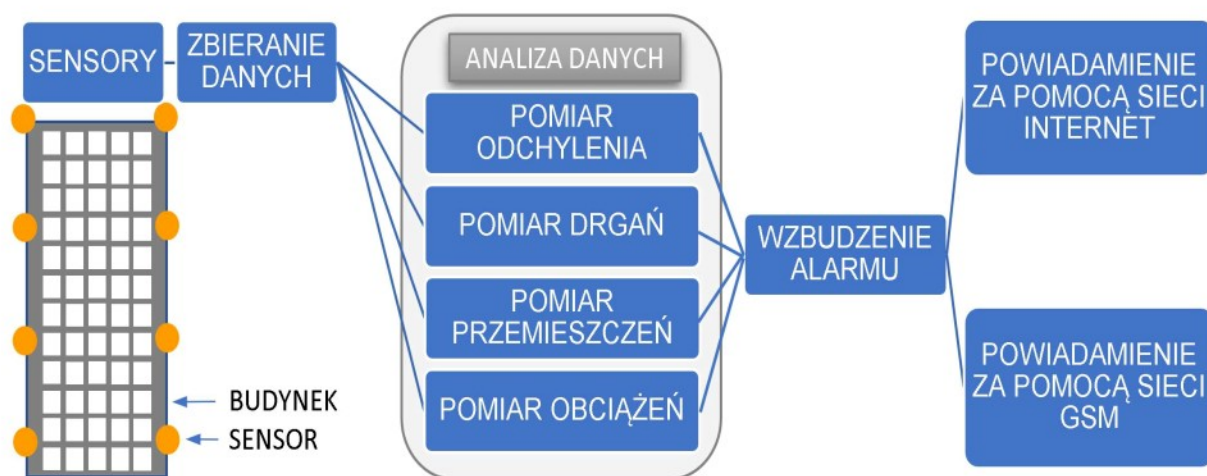 SENSORY
ZBIERANIE
DANYCH
ANALIZA DANYCH
POMIAR
ODCHYLENIA
POMIAR DRGAŃ
POMIAR
PRZEMIESZCZEŃ
POMIAR OBCIĄŻEŃ
WZBUDZENIE
ALARMU
POWIADAMIENIE
ZA POMOCĄ SIECI
INTERNET
POWIADAMIENIE
ZA POMOCĄ SIECI
GSM
BUDYNEK
SENSOR